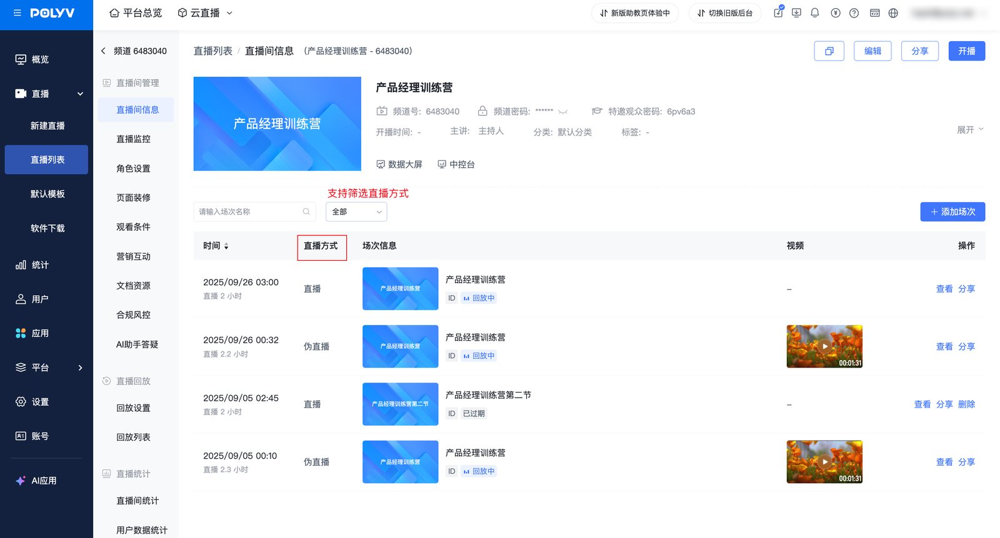 POLYV
平台总览
云直播
新版助教页体验中
切换旧版后台
概览
直播
新建直播
直播列表
默认模板
软件下载
统计
用户
应用
平台
设置
账号
AI应用
频道 6483040
直播间管理
直播间信息
直播监控
角色设置
页面装修
观看条件
营销互动
文档资源
合规风控
AI助手答疑
直播回放
回放设置
回放列表
直播统计
直播间统计
用户数据统计
直播列表 / 直播间信息 (产品经理训练营 - 6483040)
编辑
分享
开播
产品经理训练营
产品经理训练营
频道号: 6483040 频道密码: ****** 特邀观众密码: 6pv6a3
开播时间: - 主讲: 主持人 分类: 默认分类 标签: -
展开
数据大屏 中控台
支持筛选直播方式
请输入场次名称
全部
+ 添加场次
时间 直播方式 场次信息 视频 操作
2025/09/26 03:00
直播 2 小时
直播
产品经理训练营
产品经理训练营
ID 回放中
–
查看 分享
2025/09/26 00:32
直播 2.2 小时
伪直播
产品经理训练营
产品经理训练营
ID 回放中
00:01:31
查看 分享
2025/09/05 02:45
直播 2 小时
直播
产品经理训练营第二节
产品经理训练营第二节
ID 已过期
–
查看 分享 删除
2025/09/05 00:10
直播 2.3 小时
伪直播
产品经理训练营
产品经理训练营
ID 回放中
00:01:31
查看 分享